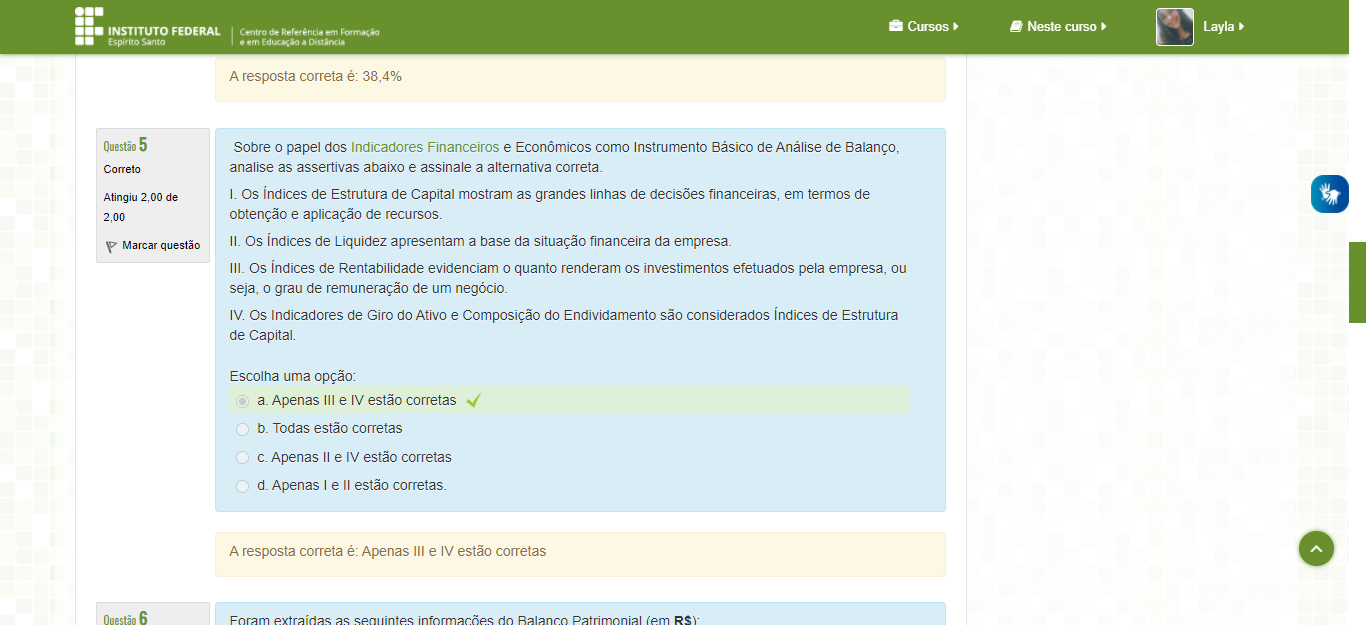 INSTITUTO FEDERAL
Espírito Santo
Centro de Referência em Formação
e em Educação a Distância
Cursos
Neste curso
Layla
A resposta correta é: 38,4%
Questão 5
Correto
Atingiu 2,00 de
2,00
Marcar questão
Sobre o papel dos Indicadores Financeiros e Econômicos como Instrumento Básico de Análise de Balanço,
analise as assertivas abaixo e assinale a alternativa correta.
I. Os Índices de Estrutura de Capital mostram as grandes linhas de decisões financeiras, em termos de
obtenção e aplicação de recursos.
II. Os Índices de Liquidez apresentam a base da situação financeira da empresa.
III. Os Índices de Rentabilidade evidenciam o quanto renderam os investimentos efetuados pela empresa, ou
seja, o grau de remuneração de um negócio.
IV. Os Indicadores de Giro do Ativo e Composição do Endividamento são considerados Índices de Estrutura
de Capital.
Escolha uma opção:
a. Apenas III e IV estão corretas
b. Todas estão corretas
c. Apenas II e IV estão corretas
d. Apenas I e II estão corretas.
A resposta correta é: Apenas III e IV estão corretas
Questão 6
Foram extraídas as seguintes informações do Balanço Patrimonial (em R$):